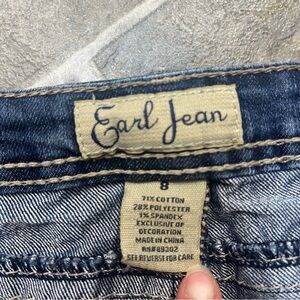 Earl Jean
8
71% COTTON
28% POLYESTER
1% SPANDEX
EXCLUSIVE OF
DECORATION
MADE IN CHINA
RN#89202
SEE REVERSE FOR CARE